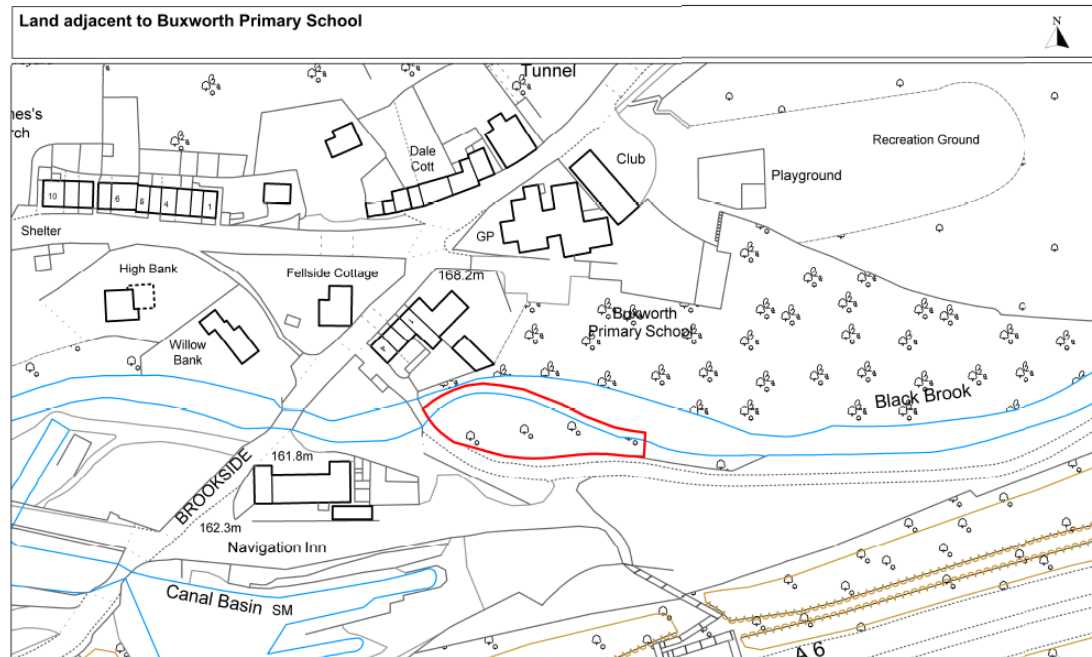 Land adjacent to Buxworth Primary School
N
Tunnel
Recreation Ground
Dale
Cott
Club
Playground
10
6
5
4
1
Shelter
GP
High Bank
Fellside Cottage
168.2m
Willow
Bank
Buxworth
Primary School
1
4
Black Brook
BROOKSIDE
161.8m
162.3m
Navigation Inn
Canal Basin
SM
A 6